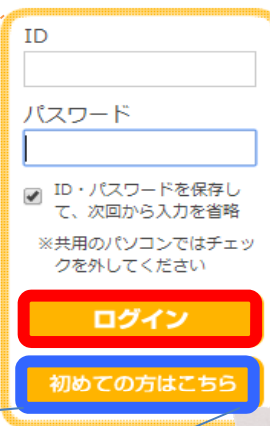 ID
パスワード
ID・パスワードを保存し
て、次回から入力を省略
※共用のパソコンではチェッ
クを外してください
ログイン
初めての方はこちら